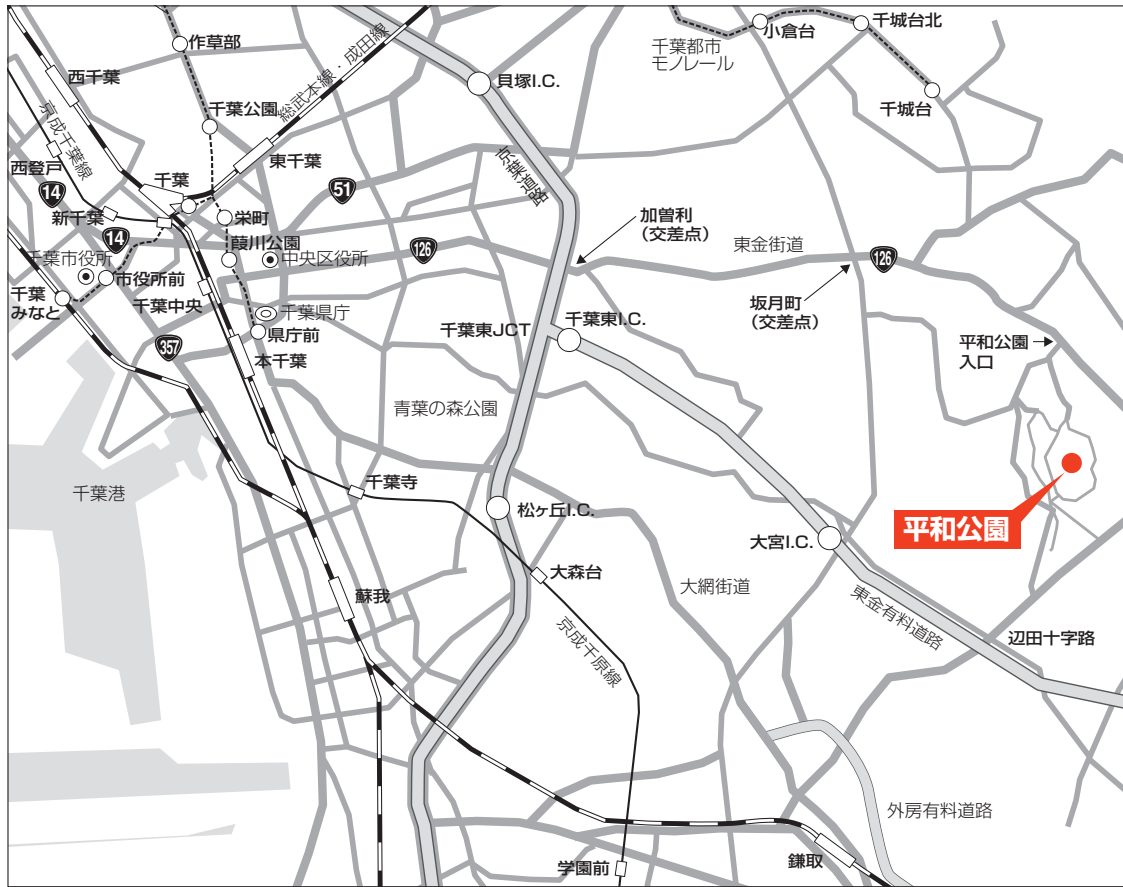 作草部
西千葉
千葉公園
総武本線・成田線
京成千葉線
東千葉
西登戸
千葉
14
51
新千葉
栄町
14
葭川公園
千葉市役所
中央区役所
126
市役所前
千葉
みなと
千葉中央
千葉県庁
県庁前
357
本千葉
小倉台
千城台北
千葉都市
モノレール
千城台
貝塚I.C.
京葉道路
加曽利
(交差点)
東金街道
126
坂月町
(交差点)
千葉東JCT
千葉東I.C.
平和公園
入口
青葉の森公園
千葉港
千葉寺
松ヶ丘I.C.
平和公園
大宮I.C.
大森台
大網街道
蘇我
京成千原線
東金有料道路
辺田十字路
外房有料道路
学園前
鎌取